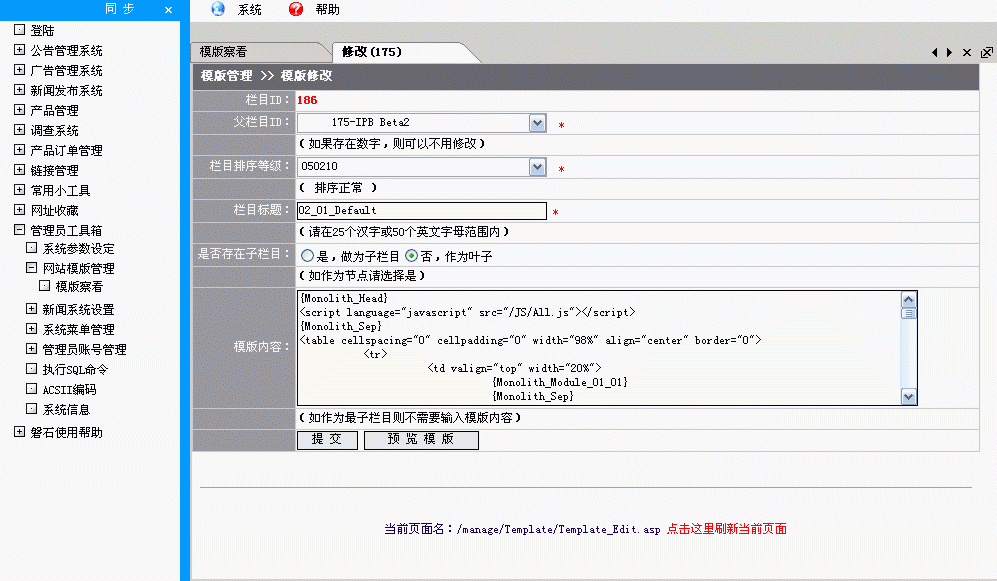 同 步 ×
系统 帮助
登陆
公告管理系统
广告管理系统
新闻发布系统
产品管理
调查系统
产品订单管理
链接管理
常用小工具
网址收藏
管理员工具箱
系统参数设定
网站模版管理
模版察看
新闻系统设置
系统菜单管理
管理员账号管理
执行SQL命令
ACSII编码
系统信息
磐石使用帮助
模版察看 修改(175)
模版管理 >> 模版修改
栏目ID: 186
父栏目ID: 175-IPB Beta2 *
(如果存在数字,则可以不用修改)
栏目排序等级: 050210 *
( 排序正常 )
栏目标题: 02_01_Default *
(请在25个汉字或50个英文字母范围内)
是否存在子栏目: 是,做为子栏目 否,作为叶子
(如作为节点请选择是)
模版内容:
{Monolith_Head}
<script language="javascript" src="/JS/All.js"></script>
{Monolith_Sep}
<table cellspacing="0" cellpadding="0" width="98%" align="center" border="0">
<tr>
<td valign="top" width="20%">
{Monolith_Module_01_01}
{Monolith_Sep}
(如作为最子栏目则不需要输入模版内容)
提 交 预 览 模 版
当前页面名:/manage/Template/Template_Edit.asp 点击这里刷新当前页面